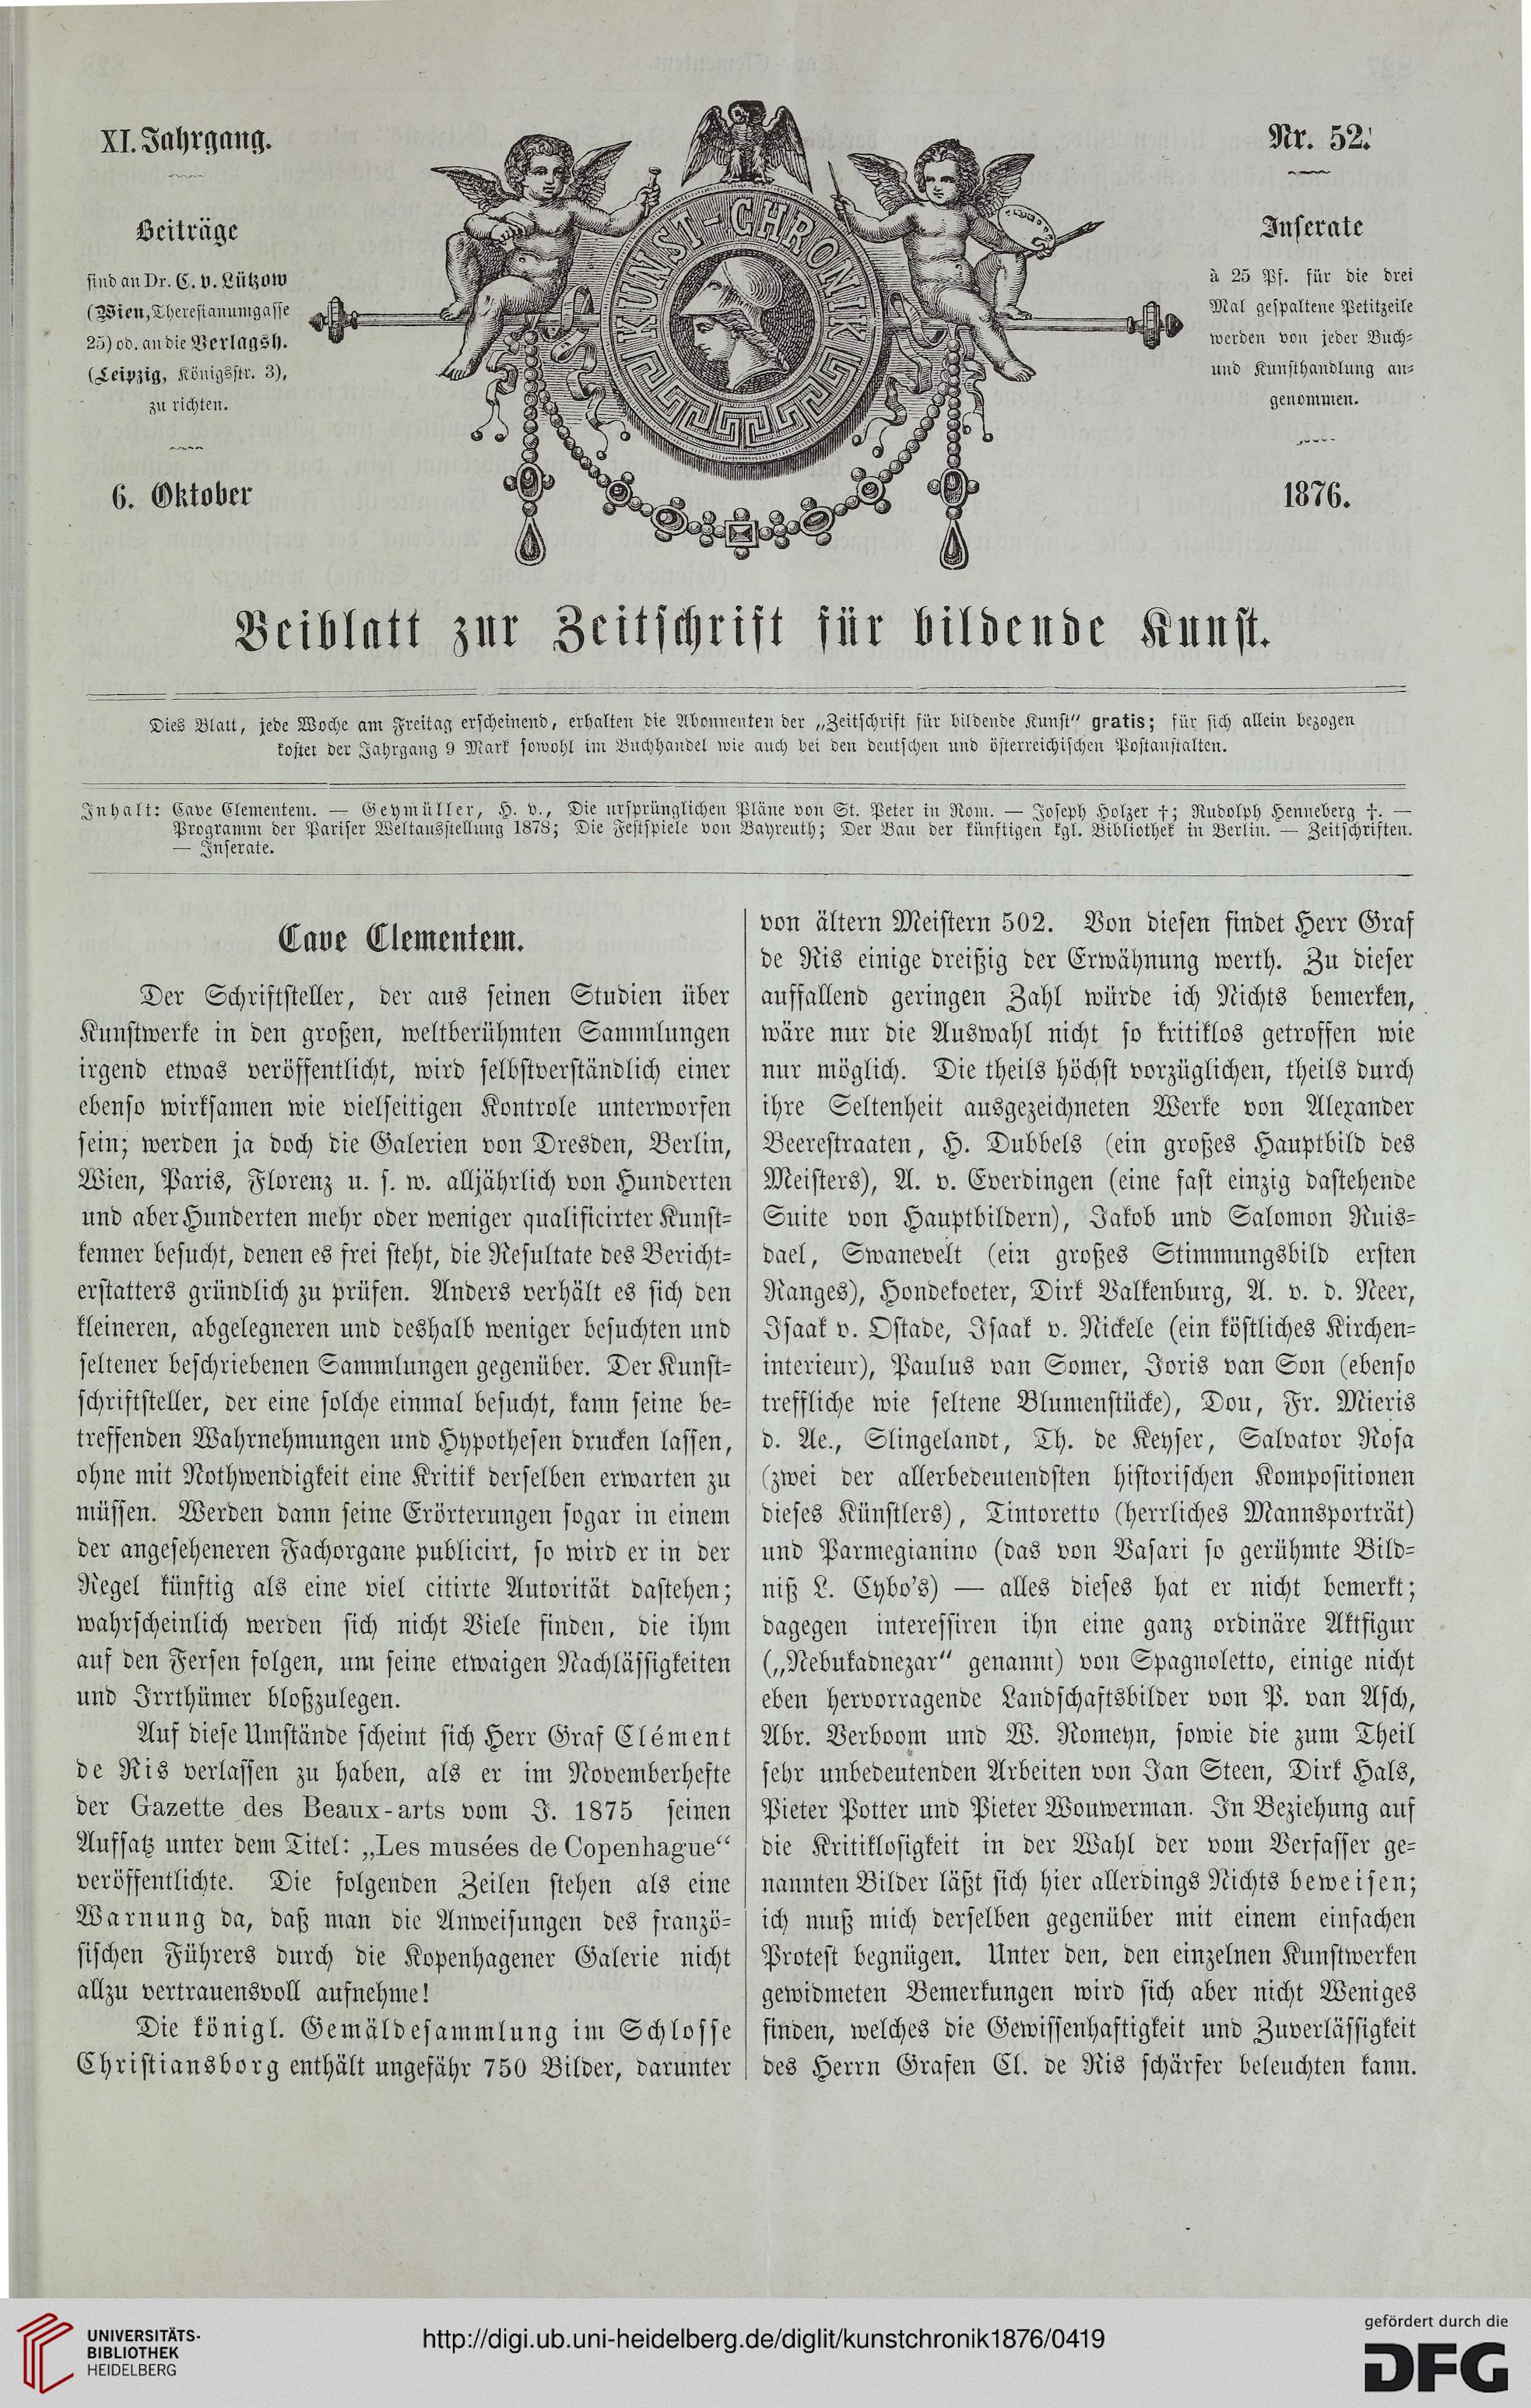 XI. Jahrgang.
Beiträge
sind an Dr. C. v. Lützow
(Wien, Theresianumgasse
25) od. an die Verlagsh.
(Leipzig, Königsstr. 3),
zu richten.
6. Oktober
KUNST-CHRONIK
Nr. 52.
Inserate
à 25 Pf. für die drei
Mal gespaltene Petitzeile
werden von jeder Buch-
und Kunsthandlung an-
genommen.
1876.
Beiblatt zur Zeitschrift für bildende Kunst.
Dies Blatt, jede Woche am Freitag erscheinend, erhalten die Abonnenten der „Zeitschrift für bildende Kunst" gratis; für sich allein bezogen
kostet der Jahrgang 9 Mark sowohl im Buchhandel wie auch bei den deutschen und österreichischen Postanstalten.
Inhalt: Cave Clementem. — Geymüller, H. v., Die ursprünglichen Pläne von St. Peter in Rom. — Joseph Holzer †; Rudolph Henneberg †. —
Programm der Pariser Weltausstellung 1878; Die Festspiele von Bayreuth; Der Bau der künftigen kgl. Bibliothek in Berlin. — Zeitschriften.
— Inserate.
Cave Clementem.
Der Schriftsteller, der aus seinen Studien über
Kunstwerke in den großen, weltberühmten Sammlungen
irgend etwas veröffentlicht, wird selbstverständlich einer
ebenso wirksamen wie vielseitigen Kontrole unterworfen
sein; werden ja doch die Galerien von Dresden, Berlin,
Wien, Paris, Florenz u. s. w. alljährlich von Hunderten
und aber Hunderten mehr oder weniger qualificirter Kunst-
kenner besucht, denen es frei steht, die Resultate des Bericht-
erstatters gründlich zu prüfen. Anders verhält es sich den
kleineren, abgelegneren und deshalb weniger besuchten und
seltener beschriebenen Sammlungen gegenüber. Der Kunst-
schriftsteller, der eine solche einmal besucht, kann seine be-
treffenden Wahrnehmungen und Hypothesen drucken lassen,
ohne mit Nothwendigkeit eine Kritik derselben erwarten zu
müssen. Werden dann seine Erörterungen sogar in einem
der angeseheneren Fachorgane publicirt, so wird er in der
Regel künftig als eine viel citirte Autorität dastehen;
wahrscheinlich werden sich nicht Viele finden, die ihm
auf den Fersen folgen, um seine etwaigen Nachlässigkeiten
und Irrthümer bloßzulegen.
Auf diese Umstände scheint sich Herr Graf Clément
de Ris verlassen zu haben, als er im Novemberhefte
der Gazette des Beaux-arts vom J. 1875 seinen
Aufsatz unter dem Titel: „Les musées de Copenhague"
veröffentlichte. Die folgenden Zeilen stehen als eine
Warnung da, daß man die Anweisungen des franzö-
sischen Führers durch die Kopenhagener Galerie nicht
allzu vertrauensvoll aufnehme!
Die königl. Gemäldesammlung im Schlosse
Christiansborg enthält ungefähr 750 Bilder, darunter
von ältern Meistern 502. Von diesen findet Herr Graf
de Ris einige dreißig der Erwähnung werth. Zu dieser
auffallend geringen Zahl würde ich Nichts bemerken,
wäre nur die Auswahl nicht so kritiklos getroffen wie
nur möglich. Die theils höchst vorzüglichen, theils durch
ihre Seltenheit ausgezeichneten Werke von Alexander
Beerestraaten, H. Dubbels (ein großes Hauptbild des
Meisters), A. v. Everdingen (eine fast einzig dastehende
Suite von Hauptbildern), Jakob und Salomon Ruis-
dael, Swanevelt (ein großes Stimmungsbild ersten
Ranges), Hondekoeter, Dirk Valkenburg, A. v. d. Neer,
Isaak v. Ostade, Isaak v. Nickele (ein köstliches Kirchen-
interieur), Paulus van Somer, Joris van Son (ebenso
treffliche wie seltene Blumenstücke), Dou, Fr. Mieris
d. Ae., Slingelandt, Th. de Keyser, Salvator Rosa
(zwei der allerbedeutendsten historischen Kompositionen
dieses Künstlers), Tintoretto (herrliches Mannsporträt)
und Parmegianino (das von Vasari so gerühmte Bild-
niß L. Cybo's) — alles dieses hat er nicht bemerkt;
dagegen interessiren ihn eine ganz ordinäre Aktfigur
(„Nebukadnezar" genannt) von Spagnoletto, einige nicht
eben hervorragende Landschaftsbilder von P. van Asch,
Abr. Verboom und W. Romeyn, sowie die zum Theil
sehr unbedeutenden Arbeiten von Jan Steen, Dirk Hals,
Pieter Potter und Pieter Wouwerman. In Beziehung auf
die Kritiklosigkeit in der Wahl der vom Verfasser ge-
nannten Bilder läßt sich hier allerdings Nichts beweisen;
ich muß mich derselben gegenüber mit einem einfachen
Protest begnügen. Unter den, den einzelnen Kunstwerken
gewidmeten Bemerkungen wird sich aber nicht Weniges
finden, welches die Gewissenhaftigkeit und Zuverlässigkeit
des Herrn Grafen Cl. de Ris schärfer beleuchten kann.
UNIVERSITÄTS-
BIBLIOTHEK
HEIDELBERG
http://digi.ub.uni-heidelberg.de/diglit/kunstchronik1876/0419
gefördert durch die
DFG